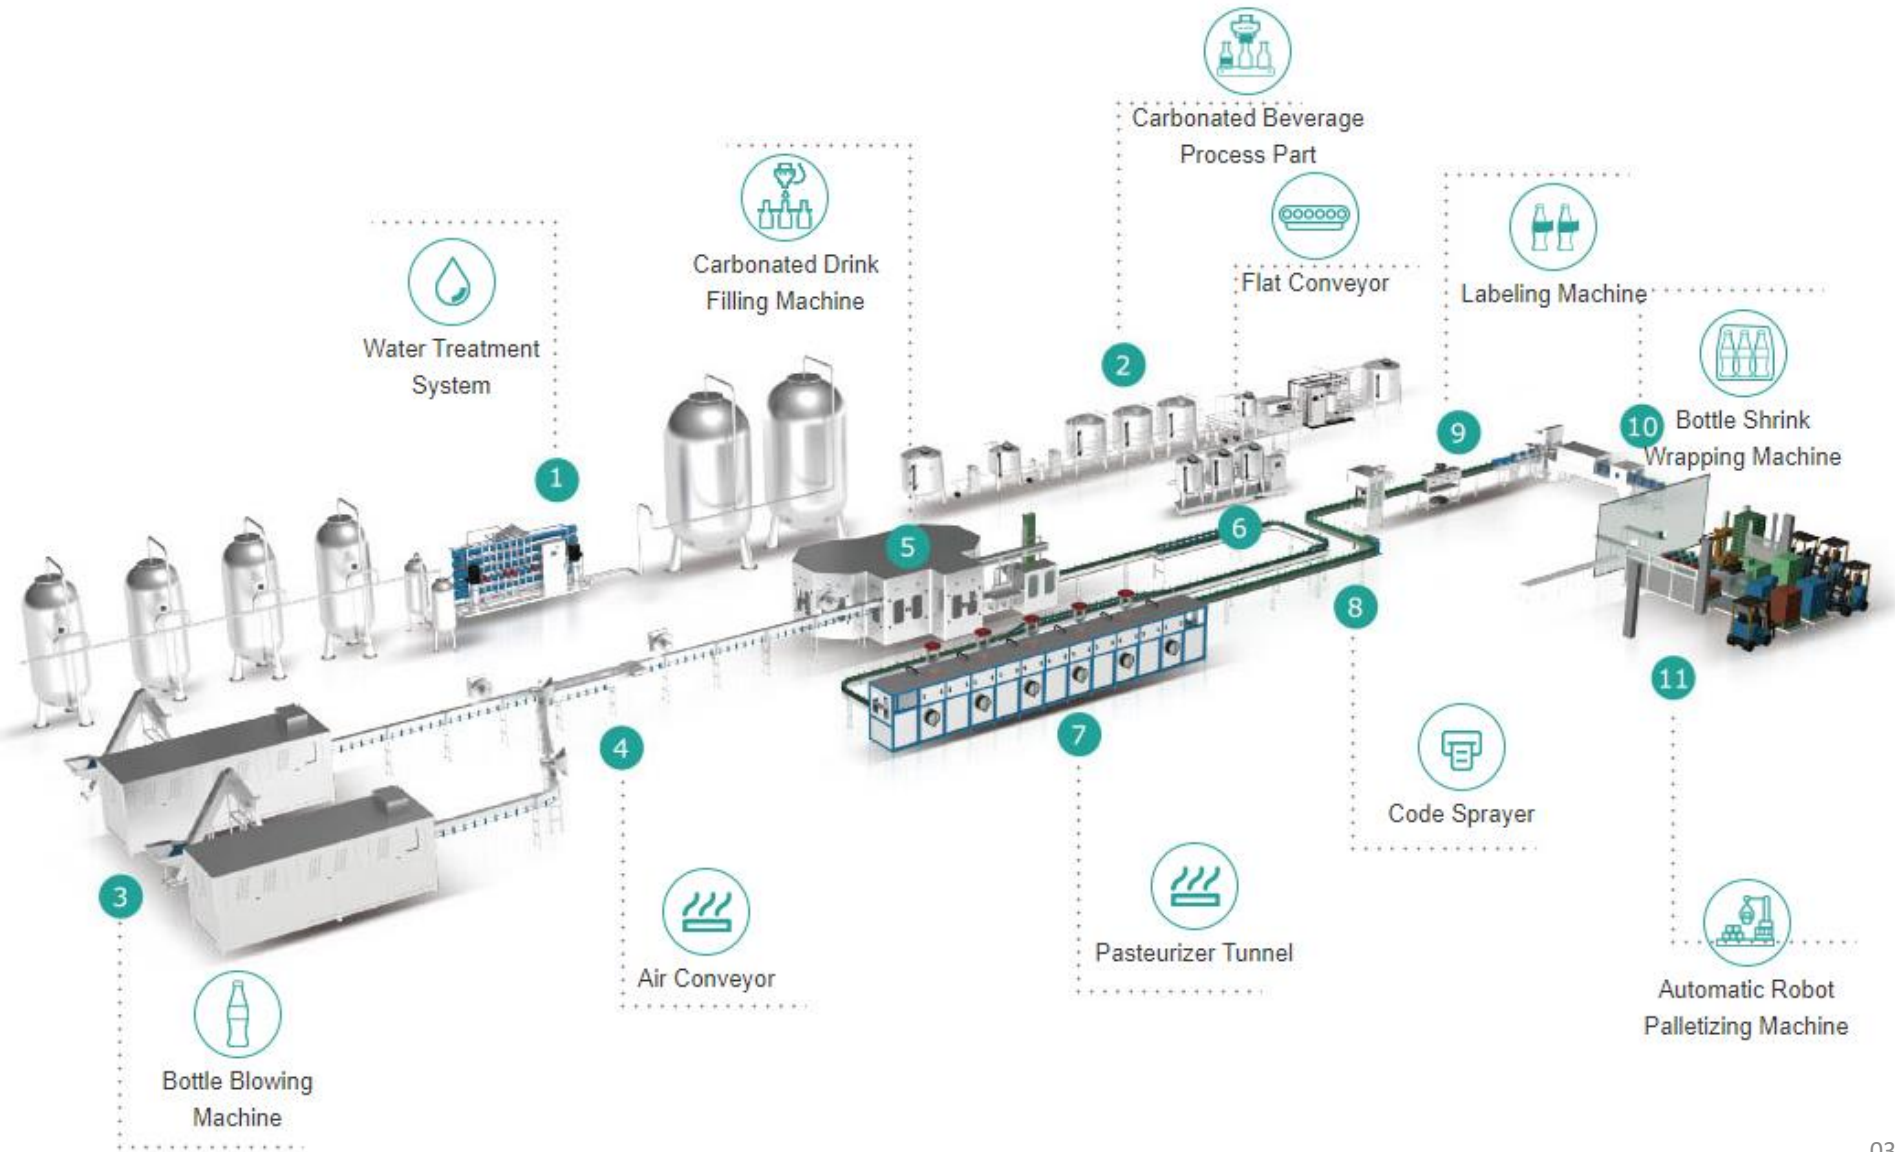 Carbonated Beverage
Process Part
Carbonated Drink
Filling Machine
Flat Conveyor
Labeling Machine
Water Treatment
System
2
Bottle Shrink
Wrapping Machine
10
9
1
5
6
8
11
7
4
3
Code Sprayer
Pasteurizer Tunnel
Air Conveyor
Automatic Robot
Palletizing Machine
Bottle Blowing
Machine
03